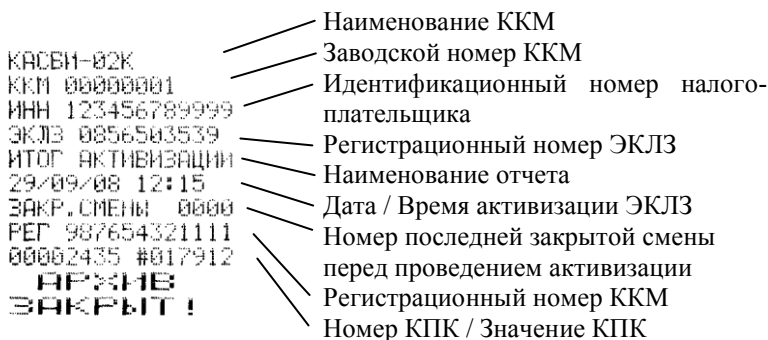 КАСБИ-02К
ККМ 00000001
ИНН 123456789999
ЭКЛЗ 0856503539
ИТОГ АКТИВИЗАЦИИ
29/09/08 12:15
ЗАКР.СМЕНЫ 0000
РЕГ 987654321111
00002435 #017912
АРХИВ
ЗАКРЫТ!
Наименование ККМ
Заводской номер ККМ
Идентификационный номер налого-
плательщика
Регистрационный номер ЭКЛЗ
Наименование отчета
Дата / Время активизации ЭКЛЗ
Номер последней закрытой смены
перед проведением активизации
Регистрационный номер ККМ
Номер КПК / Значение КПК